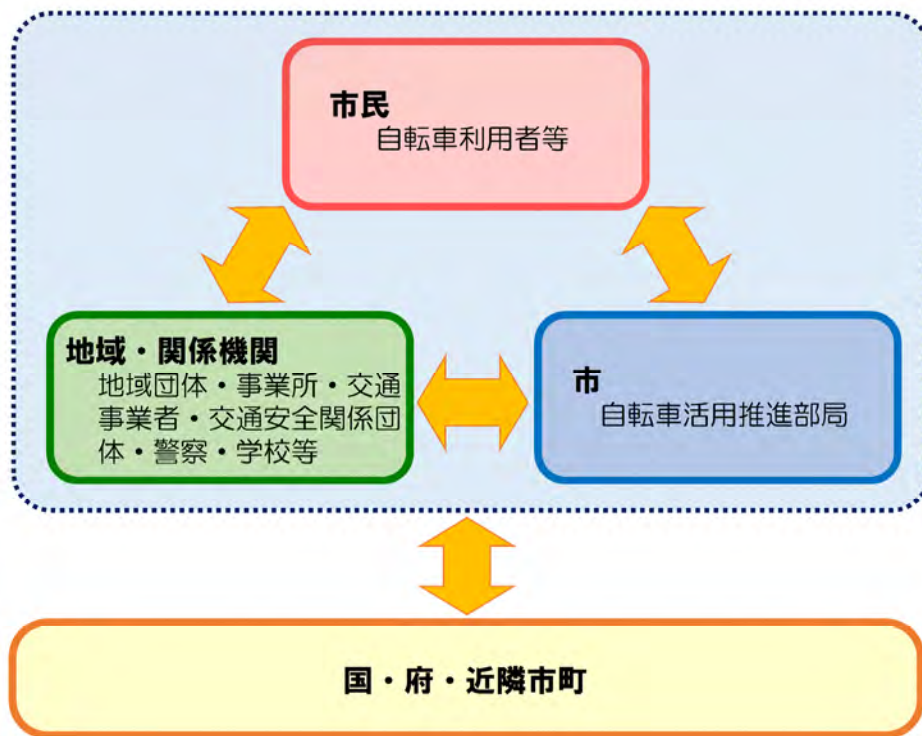 市民
自転車利用者等
地域・関係機関
地域団体・事業所・交通
事業者・交通安全関係団
体・警察・学校等
市
自転車活用推進部局
国・府・近隣市町